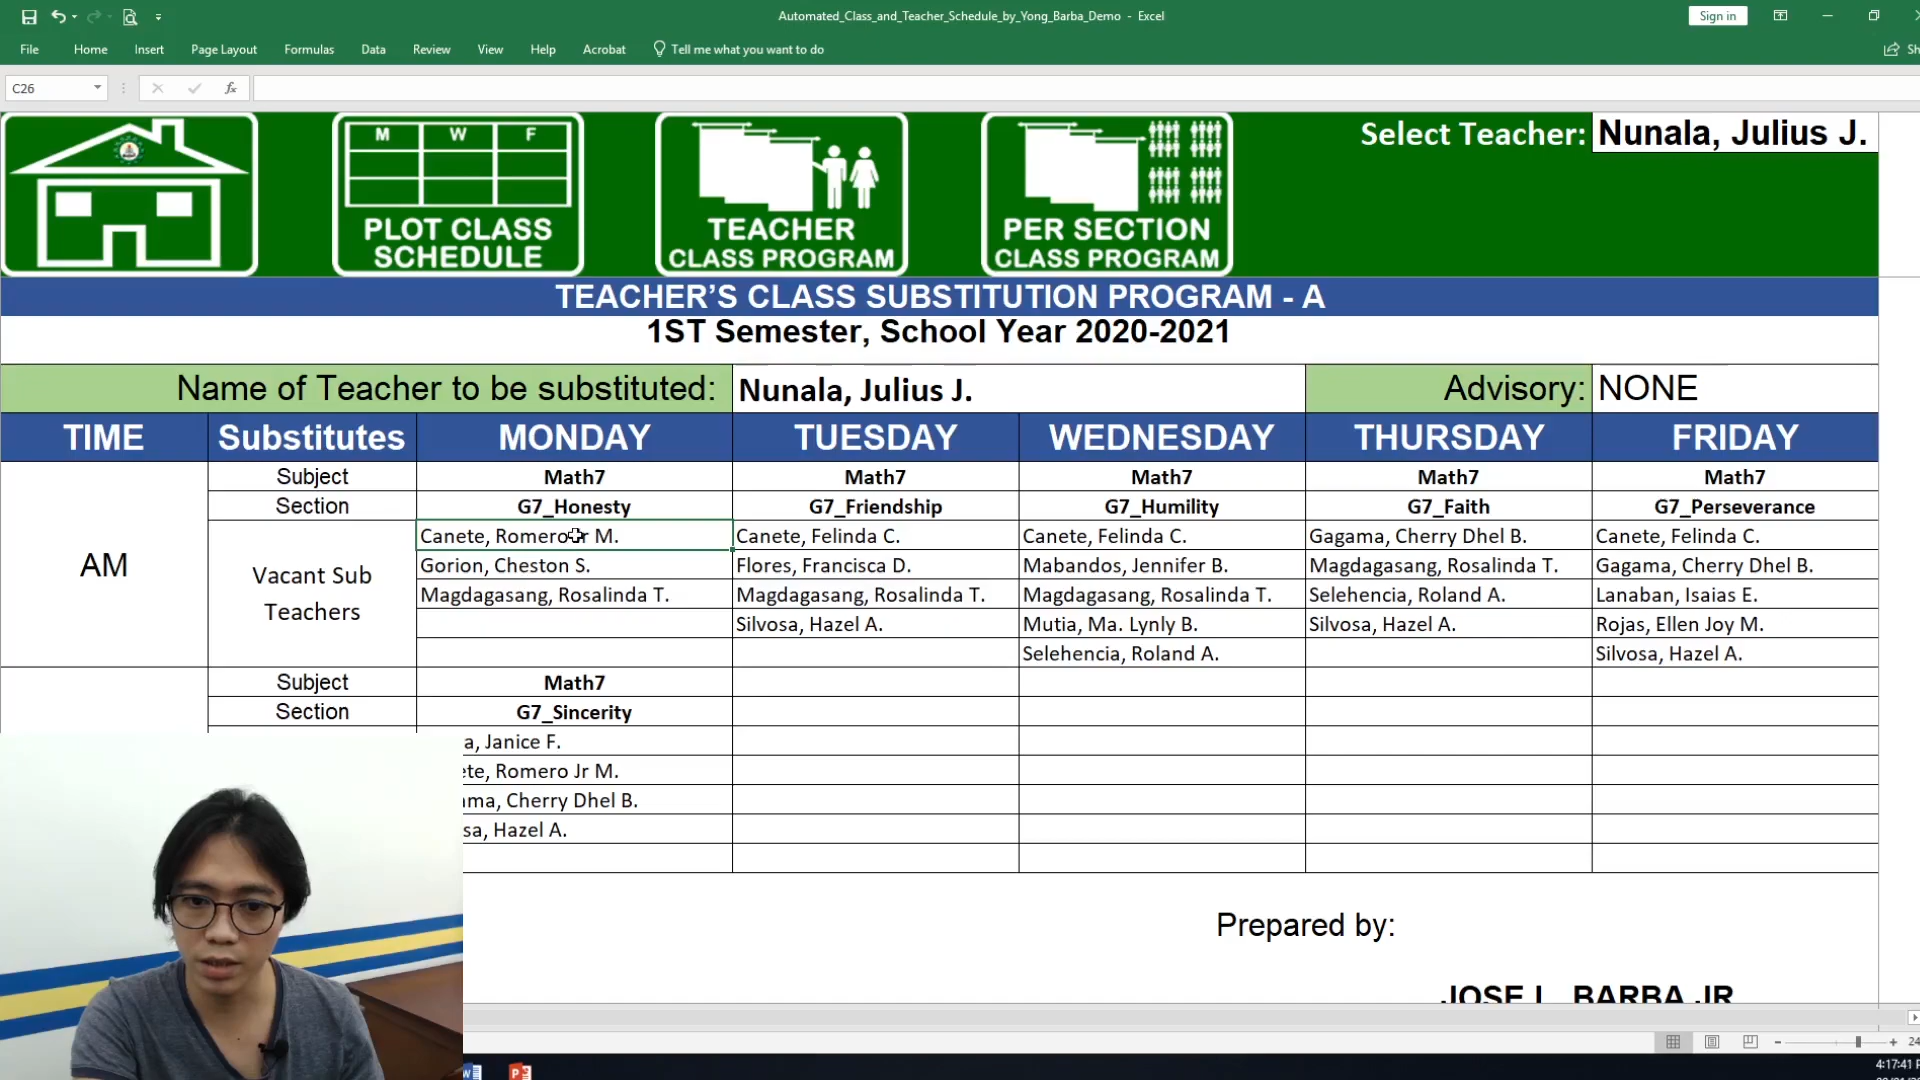 Automated_Class_and_Teacher_Schedule_by_Yong_Barba_Demo - Excel
Sign in
File Home Insert Page Layout Formulas Data Review View Help Acrobat Tell me what you want to do
C26
fx
M W F
PLOT CLASS
SCHEDULE
TEACHER
CLASS PROGRAM
PER SECTION
CLASS PROGRAM
Select Teacher: Nunala, Julius J.
TEACHER'S CLASS SUBSTITUTION PROGRAM - A
1ST Semester, School Year 2020-2021
Name of Teacher to be substituted: Nunala, Julius J. Advisory: NONE
TIME Substitutes MONDAY TUESDAY WEDNESDAY THURSDAY FRIDAY
Subject Math7 Math7 Math7 Math7 Math7
Section G7_Honesty G7_Friendship G7_Humility G7_Faith G7_Perseverance
AM
Vacant Sub
Teachers
Canete, Romero Jr M. Canete, Felinda C. Canete, Felinda C. Gagama, Cherry Dhel B. Canete, Felinda C.
Gorion, Cheston S. Flores, Francisca D. Mabandos, Jennifer B. Magdagasang, Rosalinda T. Gagama, Cherry Dhel B.
Magdagasang, Rosalinda T. Magdagasang, Rosalinda T. Magdagasang, Rosalinda T. Selehencia, Roland A. Lanaban, Isaias E.
Silvosa, Hazel A. Mutia, Ma. Lynly B. Silvosa, Hazel A. Rojas, Ellen Joy M.
Selehencia, Roland A. Silvosa, Hazel A.
Subject Math7
Section G7_Sincerity
Janice F.
Romero Jr M.
Cherry Dhel B.
Hazel A.
Prepared by:
JOSE L. BARBA JR
4:17:41